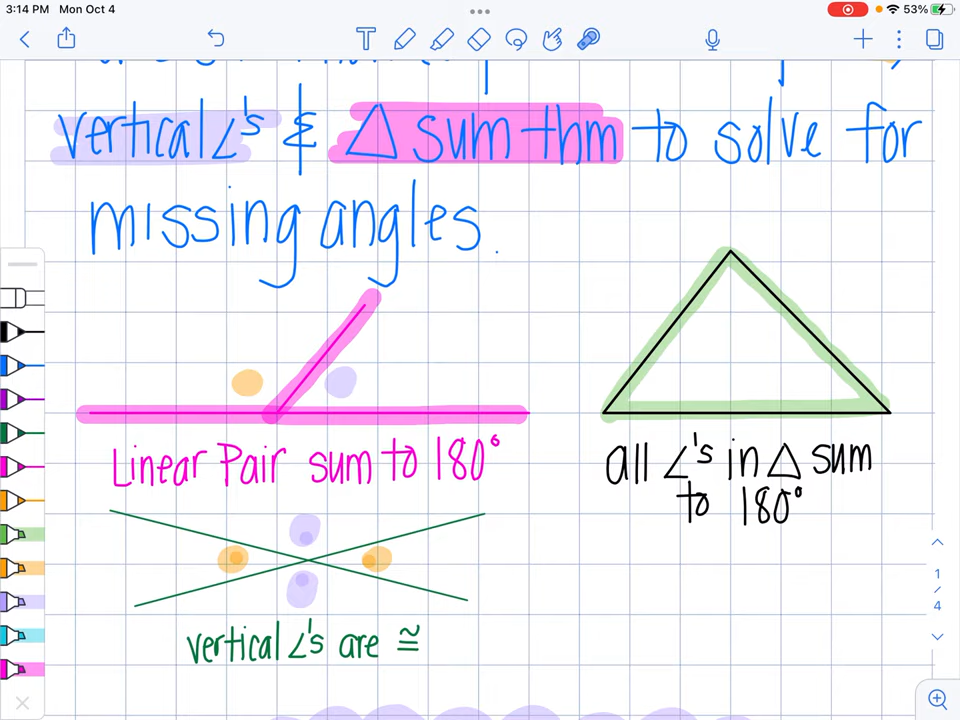 3:14 PM Mon Oct 4
53%
vertical ∠'s & △ sum thm to solve for
missing angles.
Linear Pair sum to 180°
all ∠'s in △ sum
to 180°
vertical ∠'s are ≅
1
/
4